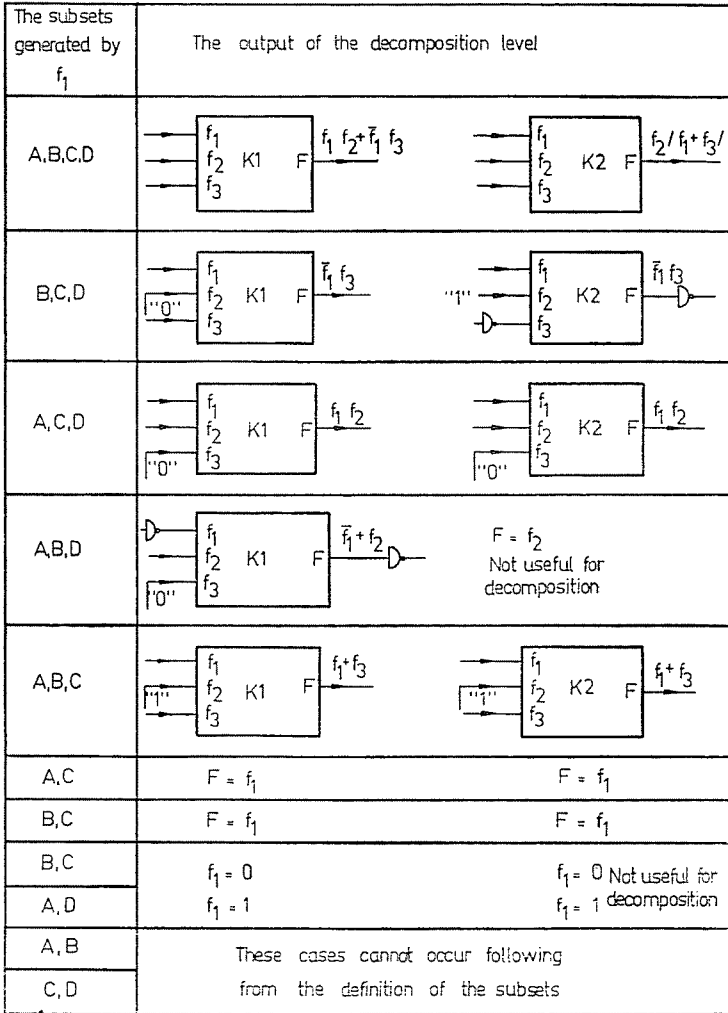 The subsets
generated by
f₁
The output of the decomposition level
A,B,C,D
f₁
f₂ K1 F
f₃
f₁ f₂+f̄₁ f₃
f₁
f₂ K2 F
f₃
f₂/f₁+f₃/
B,C,D
"0"
f₁
f₂ K1 F
f₃
f̄₁ f₃
"1"
f₁
f₂ K2 F
f₃
f̄₁ f₃
A,C,D
"0"
f₁
f₂ K1 F
f₃
f₁ f₂
"0"
f₁
f₂ K2 F
f₃
f₁ f₂
A,B,D
"0"
f₁
f₂ K1 F
f₃
f̄₁+f₂
F = f₂
Not useful for
decomposition
A,B,C
"1"
f₁
f₂ K1 F
f₃
f₁+f₃
"1"
f₁
f₂ K2 F
f₃
f₁+f₃
A,C F = f₁ F = f₁
B,C F = f₁ F = f₁
B,C f₁ = 0 f₁ = 0 Not useful for
A,D f₁ = 1 f₁ = 1 decomposition
A,B
C,D
These cases cannot occur following
from the definition of the subsets